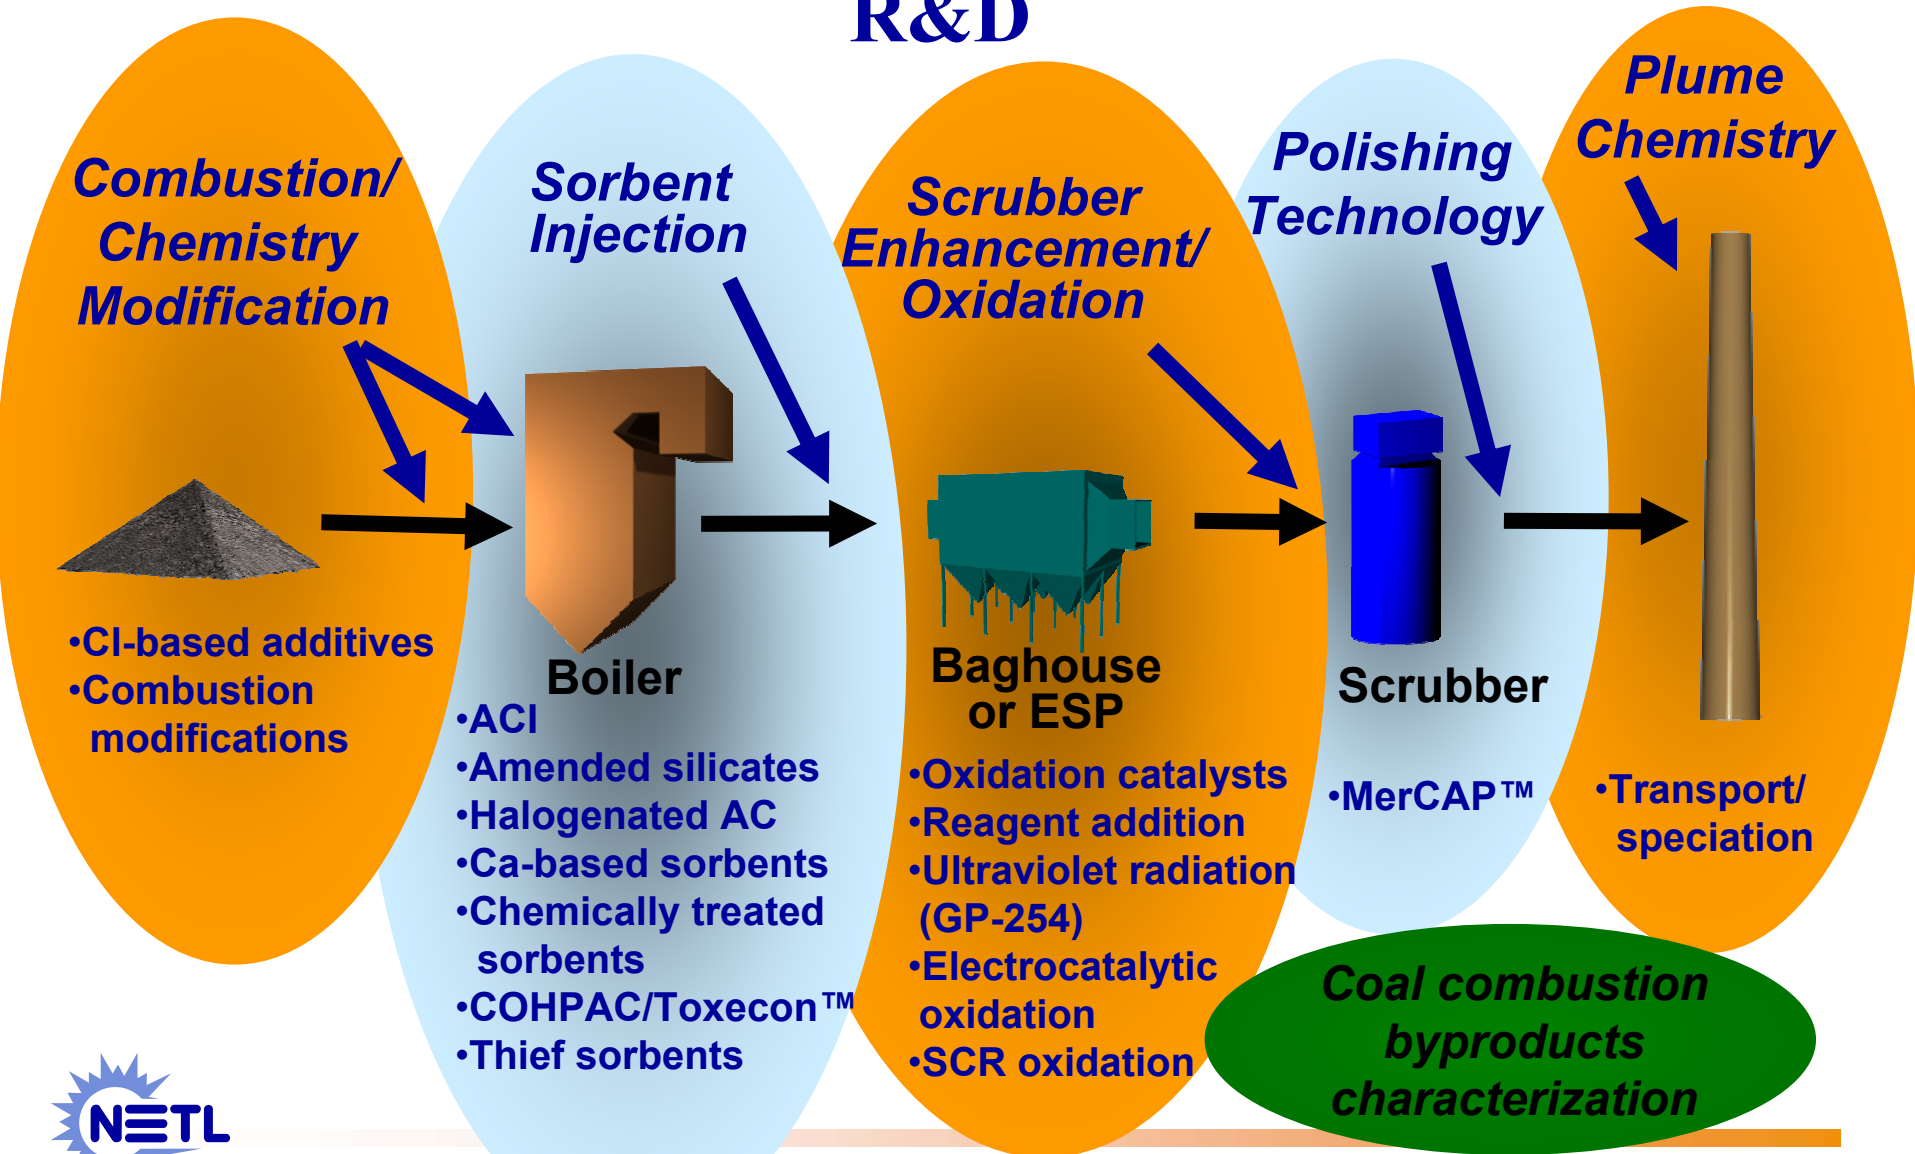 R&D
Combustion/
Chemistry
Modification
•Cl-based additives
•Combustion
modifications
Sorbent
Injection
Boiler
•ACI
•Amended silicates
•Halogenated AC
•Ca-based sorbents
•Chemically treated
sorbents
•COHPAC/Toxecon™
•Thief sorbents
Scrubber
Enhancement/
Oxidation
Baghouse
or ESP
•Oxidation catalysts
•Reagent addition
•Ultraviolet radiation
(GP-254)
•Electrocatalytic
oxidation
•SCR oxidation
Polishing
Technology
Scrubber
•MerCAP™
Plume
Chemistry
•Transport/
speciation
Coal combustion
byproducts
characterization
NETL